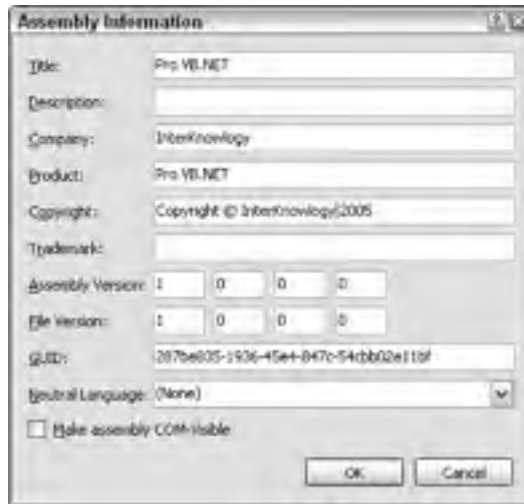 Assembly Information
Title: Pro VB.NET
Description:
Company: InterKnowlogy
Product: Pro VB.NET
Copyright: Copyright © InterKnowlogy 2005
Trademark:
Assembly Version: 1 0 0 0
File Version: 1 0 0 0
GUID: 287be835-1936-45e4-847c-54cbb02e11bf
Neutral Language: (None)
Make assembly COM-Visible
OK Cancel